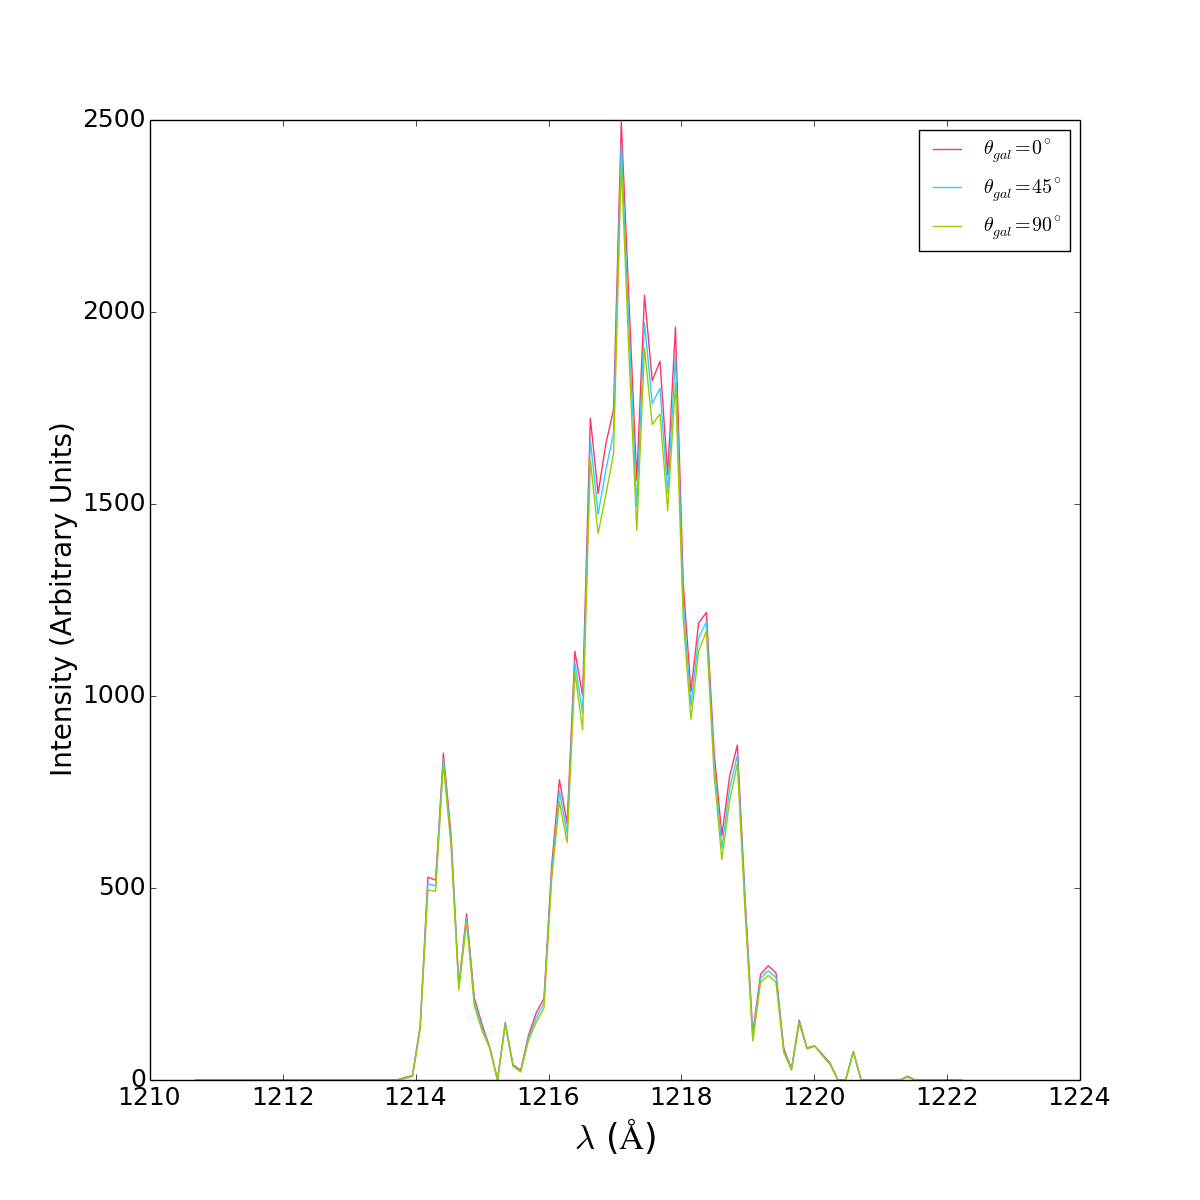 2500
2000
1500
1000
500
0
1210 1212 1214 1216 1218 1220 1222 1224
Intensity (Arbitrary Units)
λ (Å)
θgal=0°
θgal=45°
θgal=90°